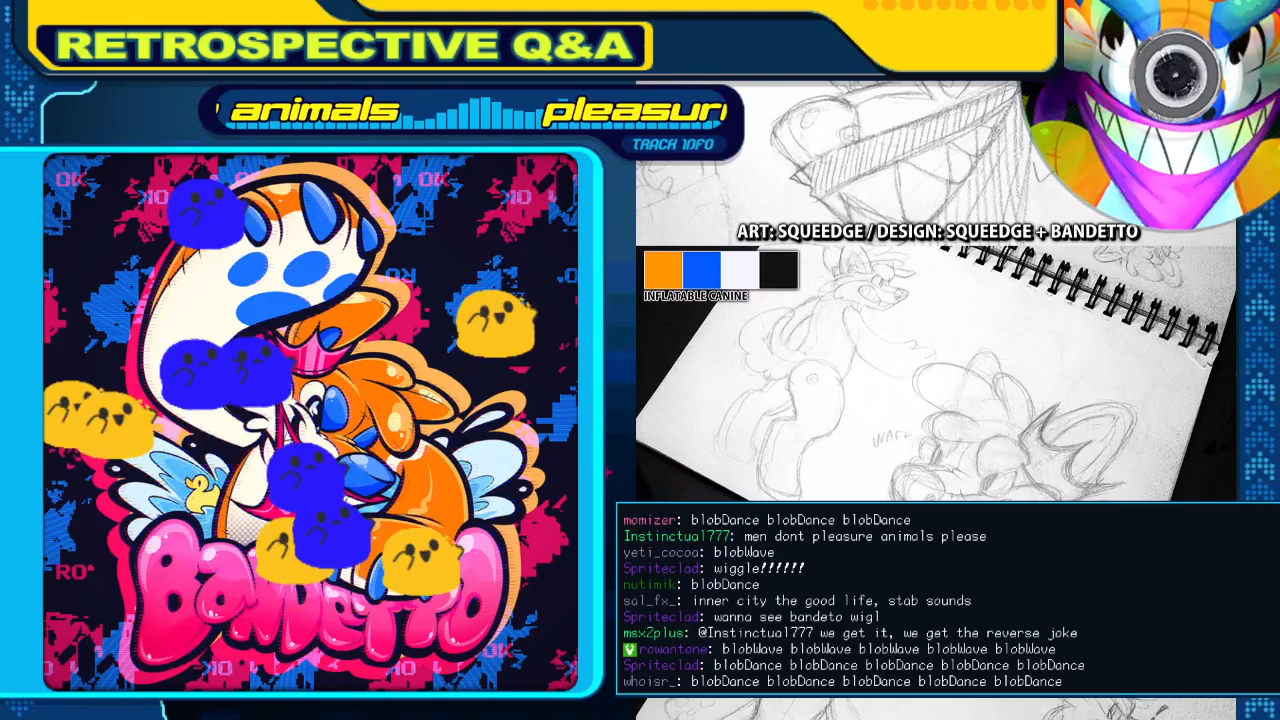 RETROSPECTIVE Q&A
animals pleasur
TRACK INFO
ART: SQUEEDGE / DESIGN: SQUEEDGE + BANDETTO
INFLATABLE CANINE
WARF
Bandetto
momizer: blobDance blobDance blobDance
Instinctual777: men dont pleasure animals please
yeti_cocoa: blobWave
Spriteclad: wiggle!!!!!!
nutimik: blobDance
sal_fx_: inner city the good life, stab sounds
Spriteclad: wanna see bandeto wigl
msx2plus: @Instinctual777 we get it, we get the reverse joke
rowantone: blobWave blobWave blobWave blobWave blobWave
Spriteclad: blobDance blobDance blobDance blobDance blobDance
whoisr_: blobDance blobDance blobDance blobDance blobDance